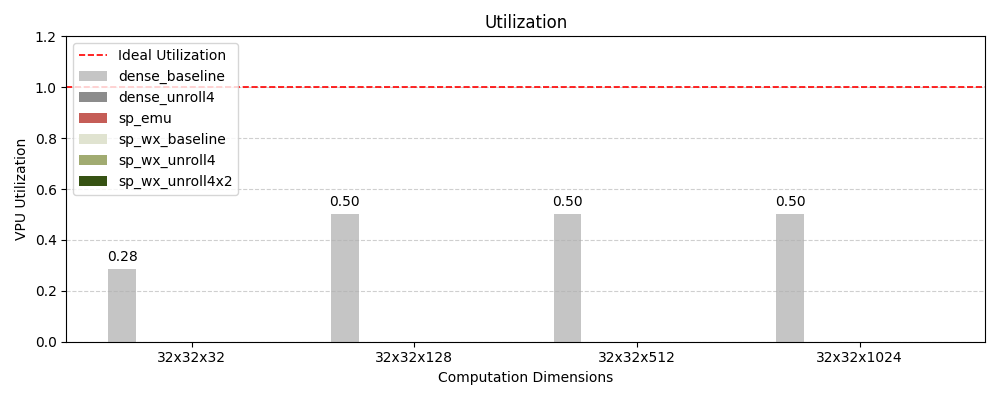 Utilization
1.2
1.0
0.8
0.6
0.4
0.2
0.0
VPU Utilization
Ideal Utilization
dense_baseline
dense_unroll4
sp_emu
sp_wx_baseline
sp_wx_unroll4
sp_wx_unroll4x2
0.28
0.50
0.50
0.50
32x32x32
32x32x128
32x32x512
32x32x1024
Computation Dimensions